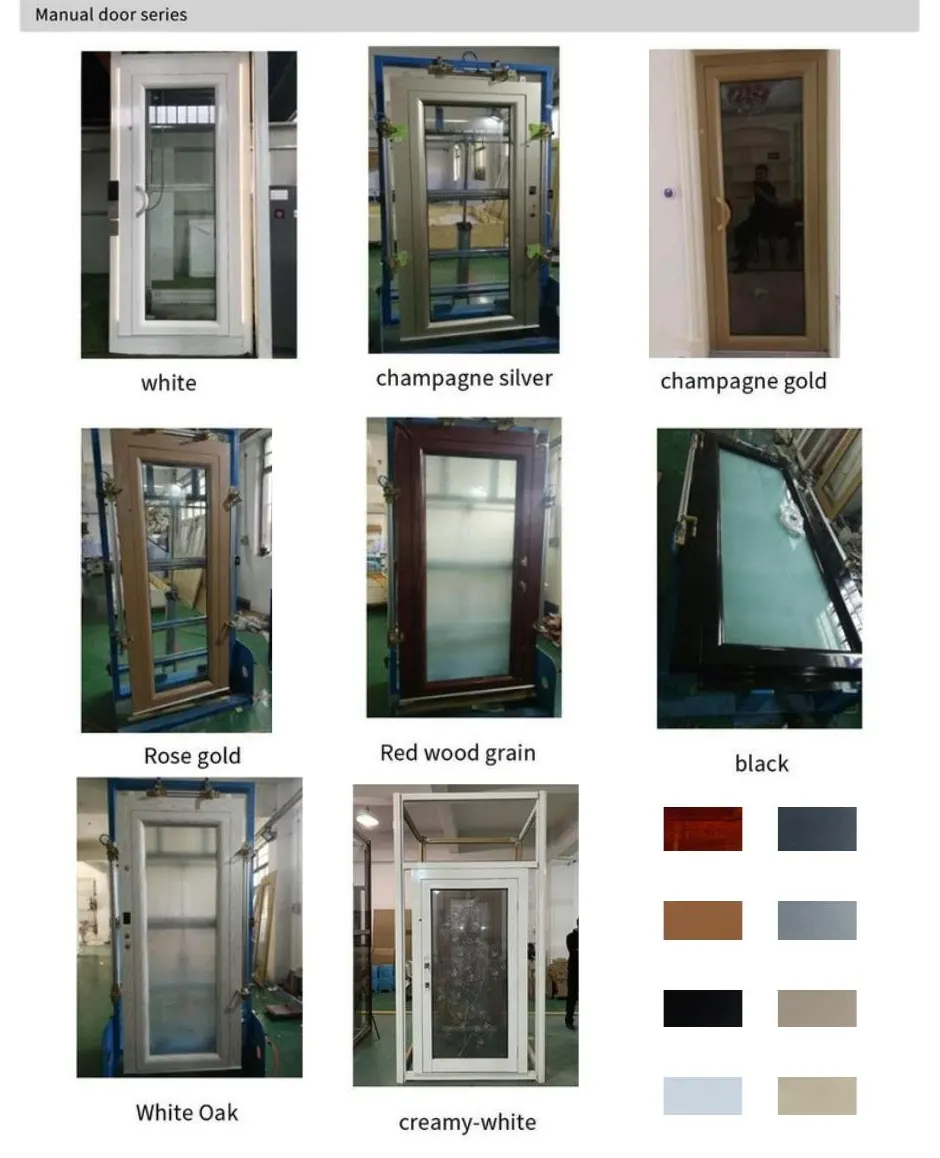 Manual door series
white
champagne silver
champagne gold
Rose gold
Red wood grain
black
White Oak
creamy-white